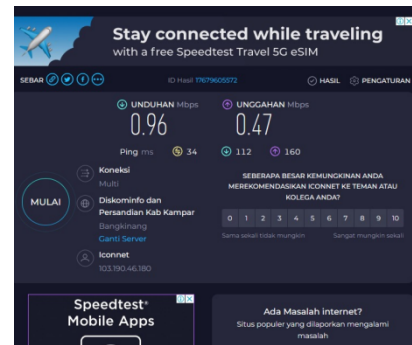 Stay connected while traveling
with a free Speedtest Travel 5G eSIM
SEBAR
ID Hasil 17679605572
HASIL
PENGATURAN
UNDUHAN Mbps
UNGGAHAN Mbps
0.96
0.47
Ping ms 34 112 160
Koneksi
Multi
MULAI
Diskominfo dan
Persandian Kab Kampar
Bangkinang
Ganti Server
Iconnet
103.190.46.180
SEBERAPA BESAR KEMUNGKINAN ANDA
MEREKOMENDASIKAN ICONNET KE TEMAN ATAU
KOLEGA ANDA?
0 1 2 3 4 5 6 7 8 9 10
Sama sekali tidak mungkin Sangat mungkin sekali
Speedtest®
Mobile Apps
Ada Masalah internet?
Situs populer yang dilaporkan mengalami
masalah